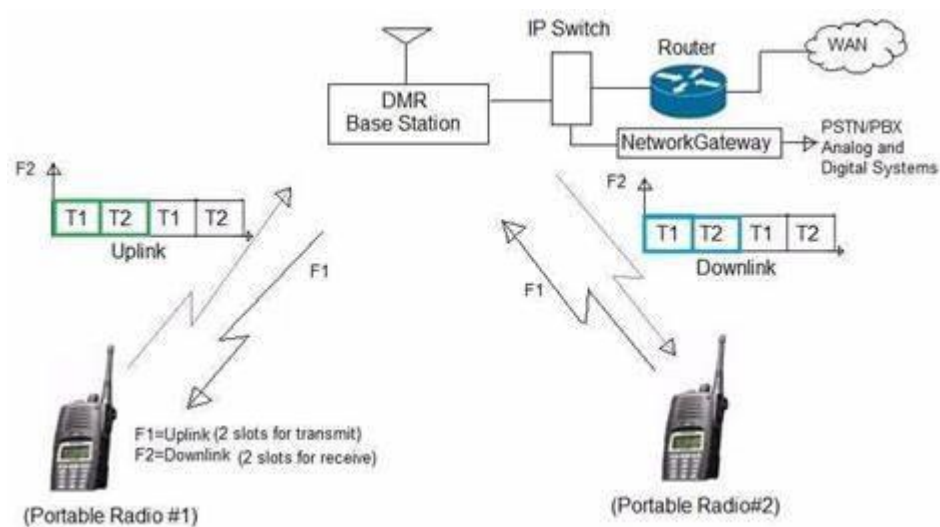 IP Switch
Router
WAN
DMR
Base Station
NetworkGateway
PSTN/PBX
Analog and
Digital Systems
F2
T1 T2 T1 T2
Uplink
F1
F2
T1 T2 T1 T2
Downlink
F1
F1=Uplink (2 slots for transmit)
F2=Downlink (2 slots for receive)
(Portable Radio #1)
(Portable Radio#2)